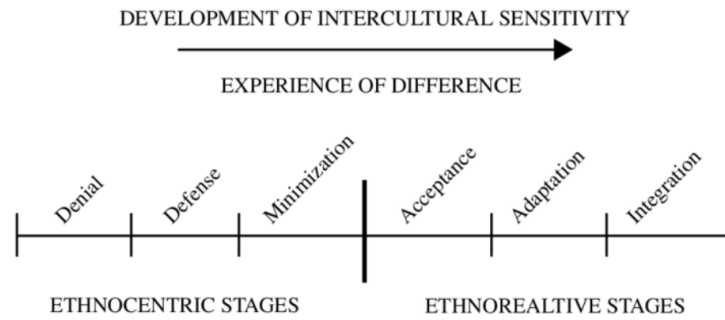 DEVELOPMENT OF INTERCULTURAL SENSITIVITY
EXPERIENCE OF DIFFERENCE
Denial
Defense
Minimization
Acceptance
Adaptation
Integration
ETHNOCENTRIC STAGES
ETHNOREALTIVE STAGES